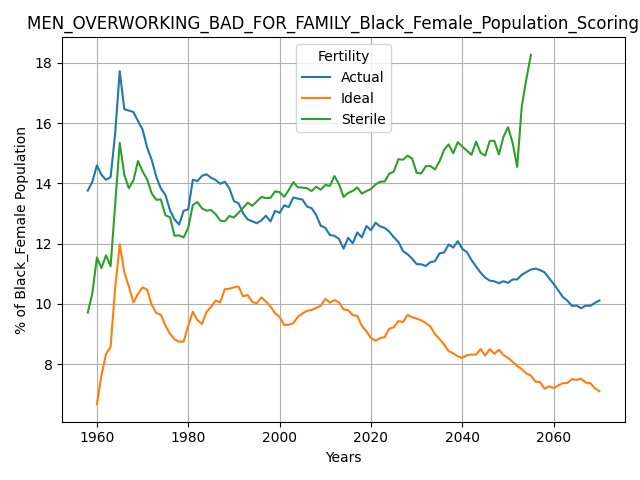 MEN_OVERWORKING_BAD_FOR_FAMILY_Black_Female_Population_Scoring
Fertility
Actual
Ideal
Sterile
% of Black_Female Population
18
16
14
12
10
8
1960
1980
2000
2020
2040
2060
Years